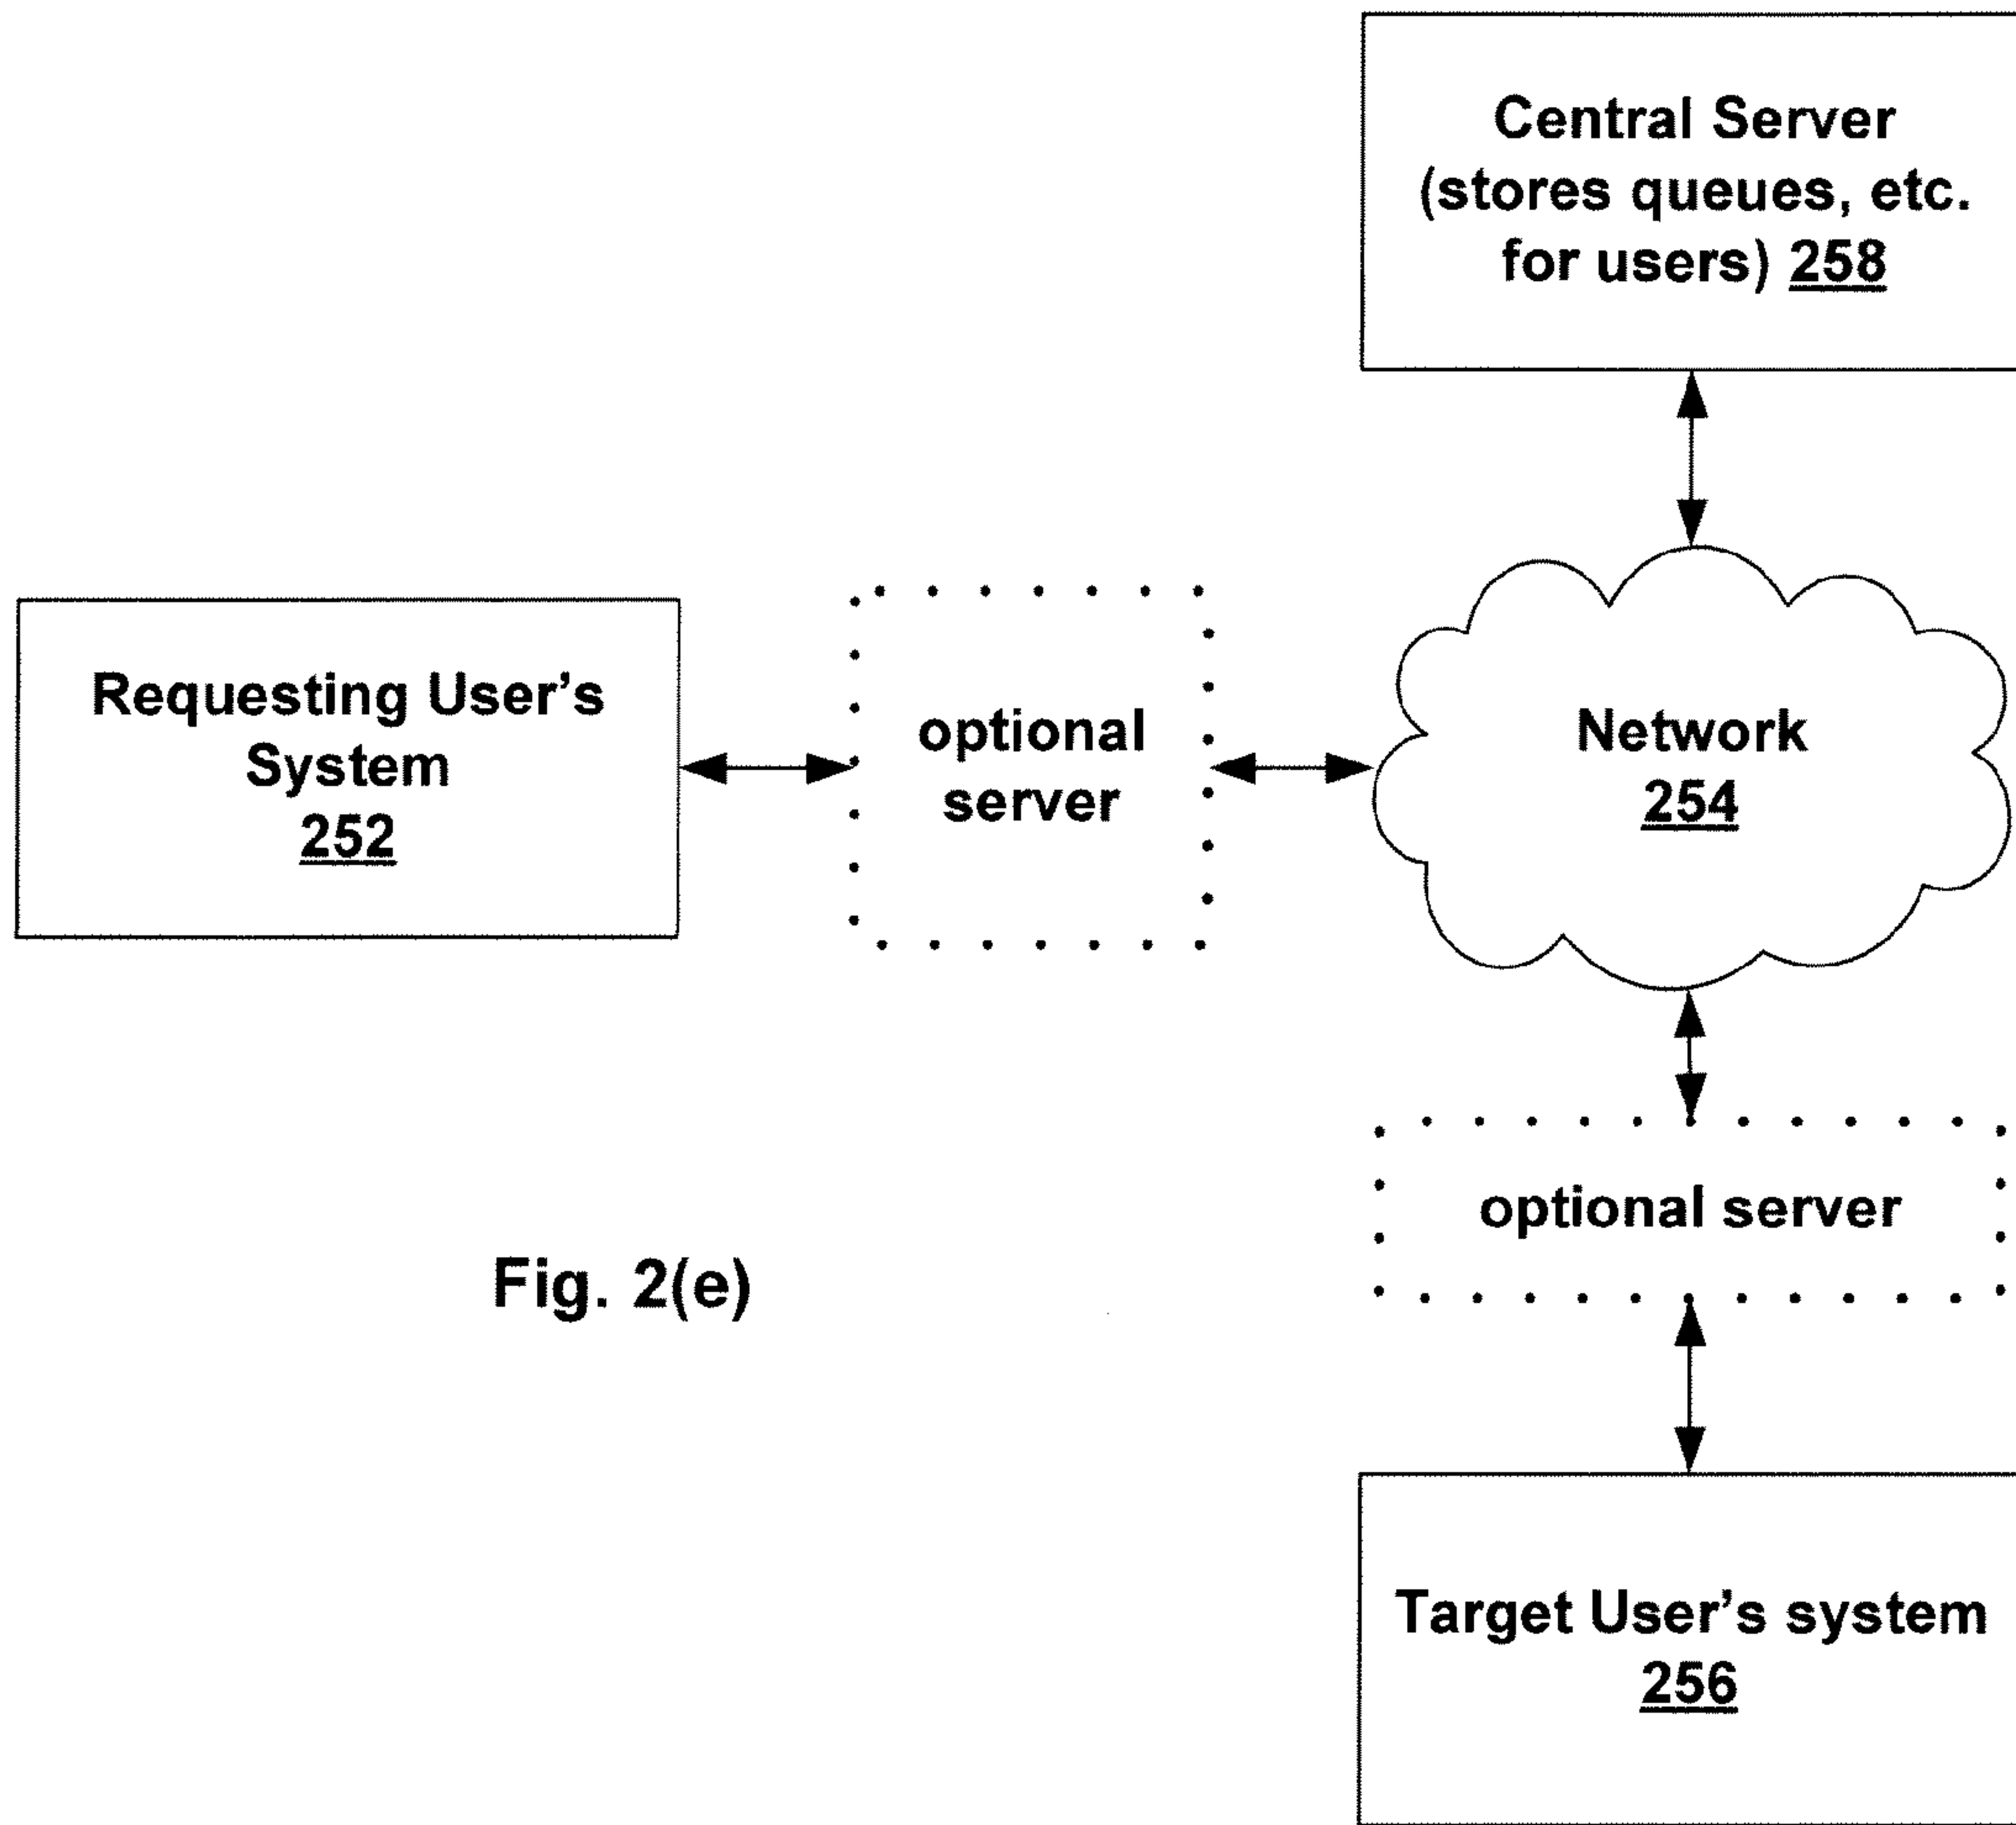 Central Server
(stores queues, etc.
for users) 258
Requesting User's
System
252
optional
server
Network
254
optional server
Fig. 2(e)
Target User's system
256